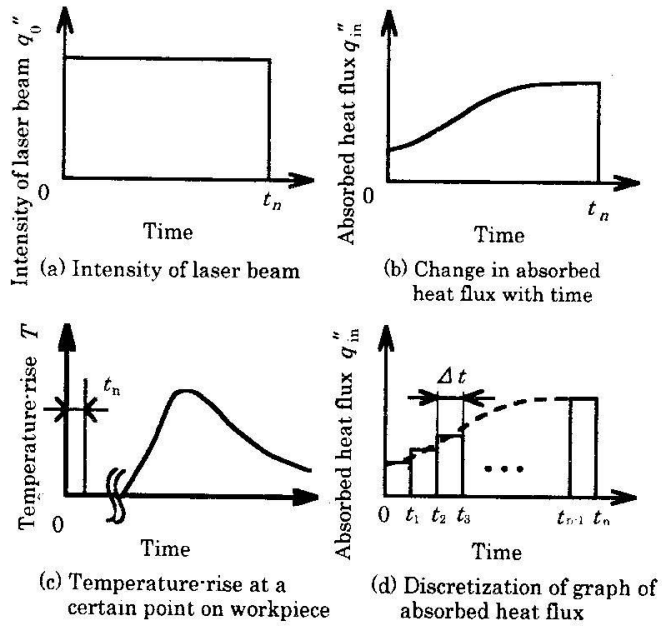 Intensity of laser beam q₀″
0
tₙ
Time
(a) Intensity of laser beam
Absorbed heat flux q″in
0
tₙ
Time
(b) Change in absorbed
heat flux with time
Temperature-rise T
tₙ
0
Time
(c) Temperature-rise at a
certain point on workpiece
Absorbed heat flux q″in
Δt
...
0 t₁ t₂ t₃ tₙ₋₁ tₙ
Time
(d) Discretization of graph of
absorbed heat flux